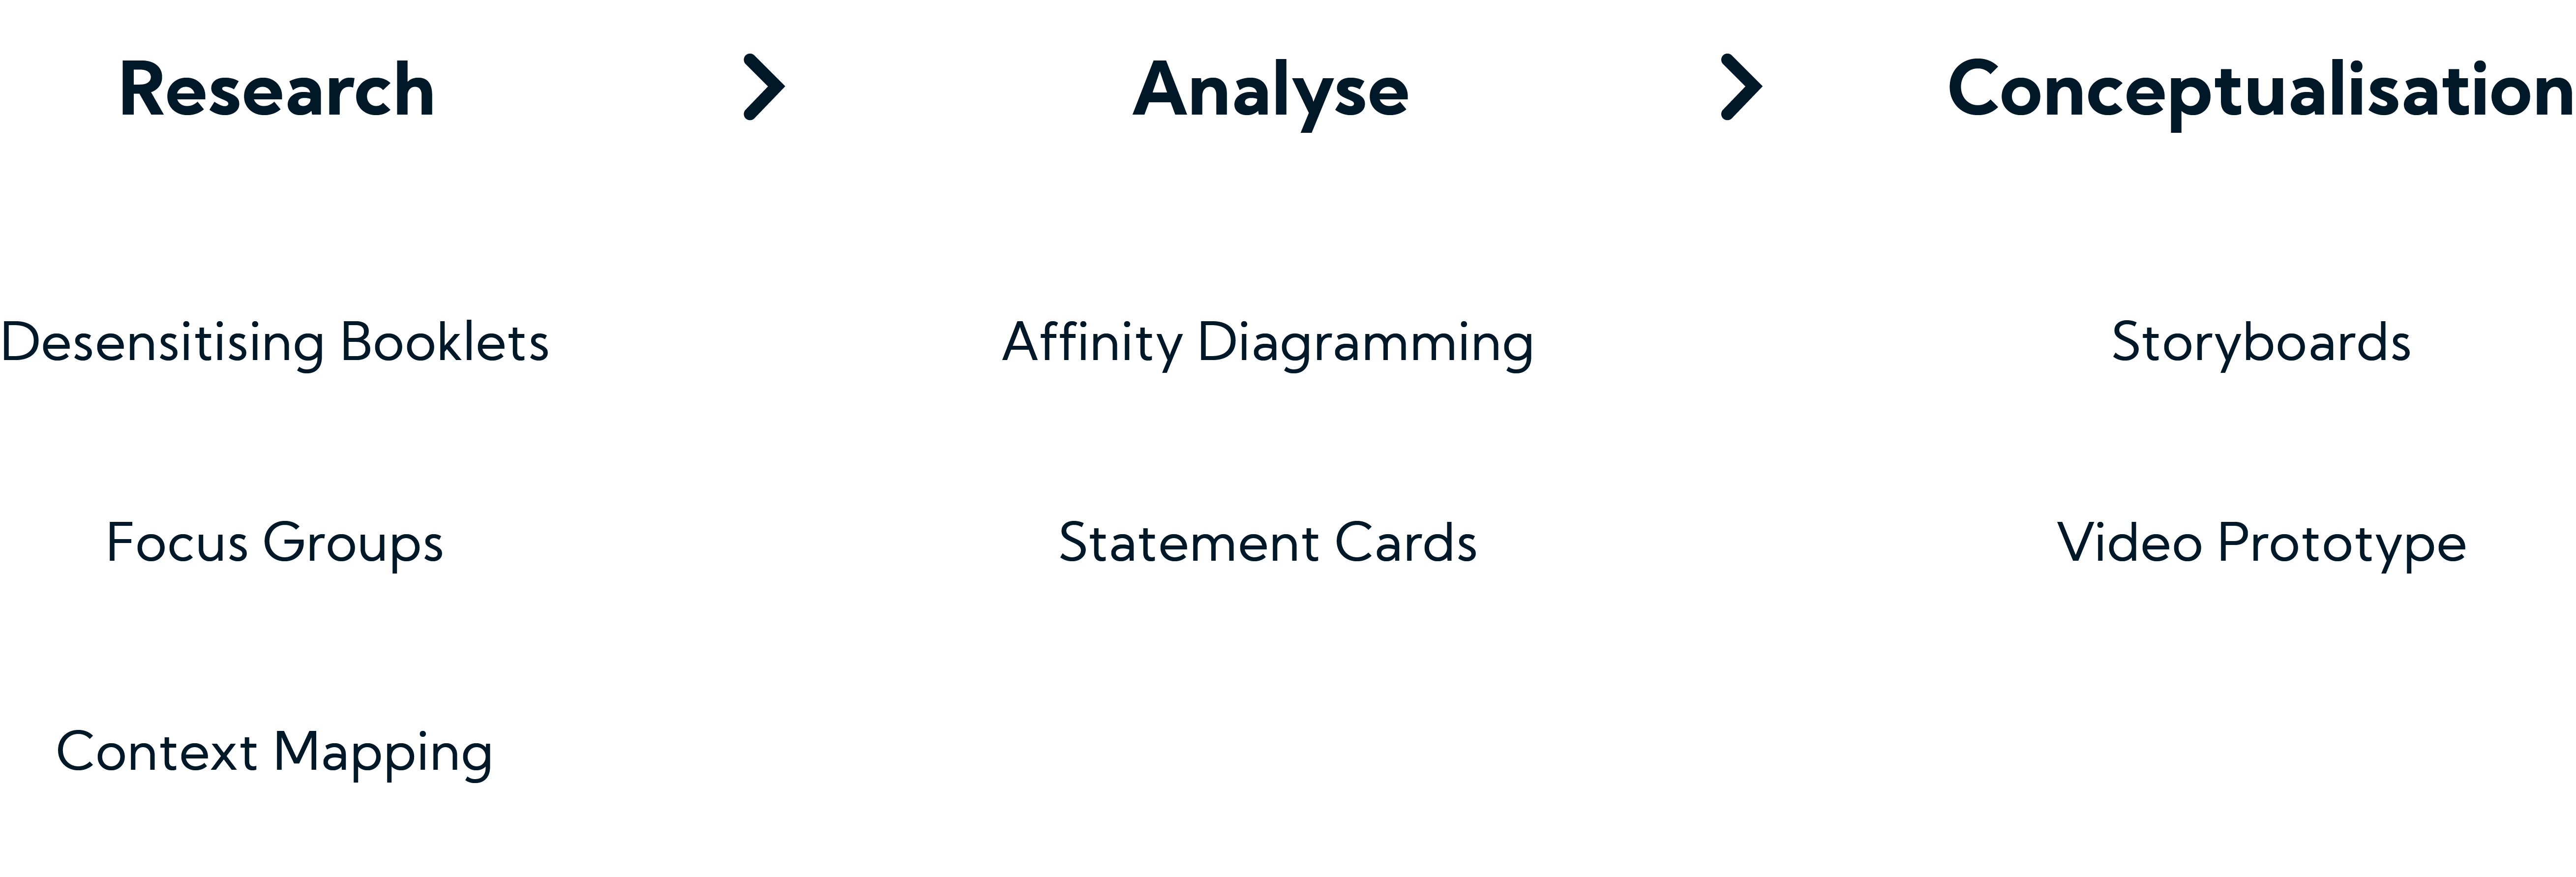 Research > Analyse > Conceptualisation
Desensitising Booklets Affinity Diagramming Storyboards
Focus Groups Statement Cards Video Prototype
Context Mapping